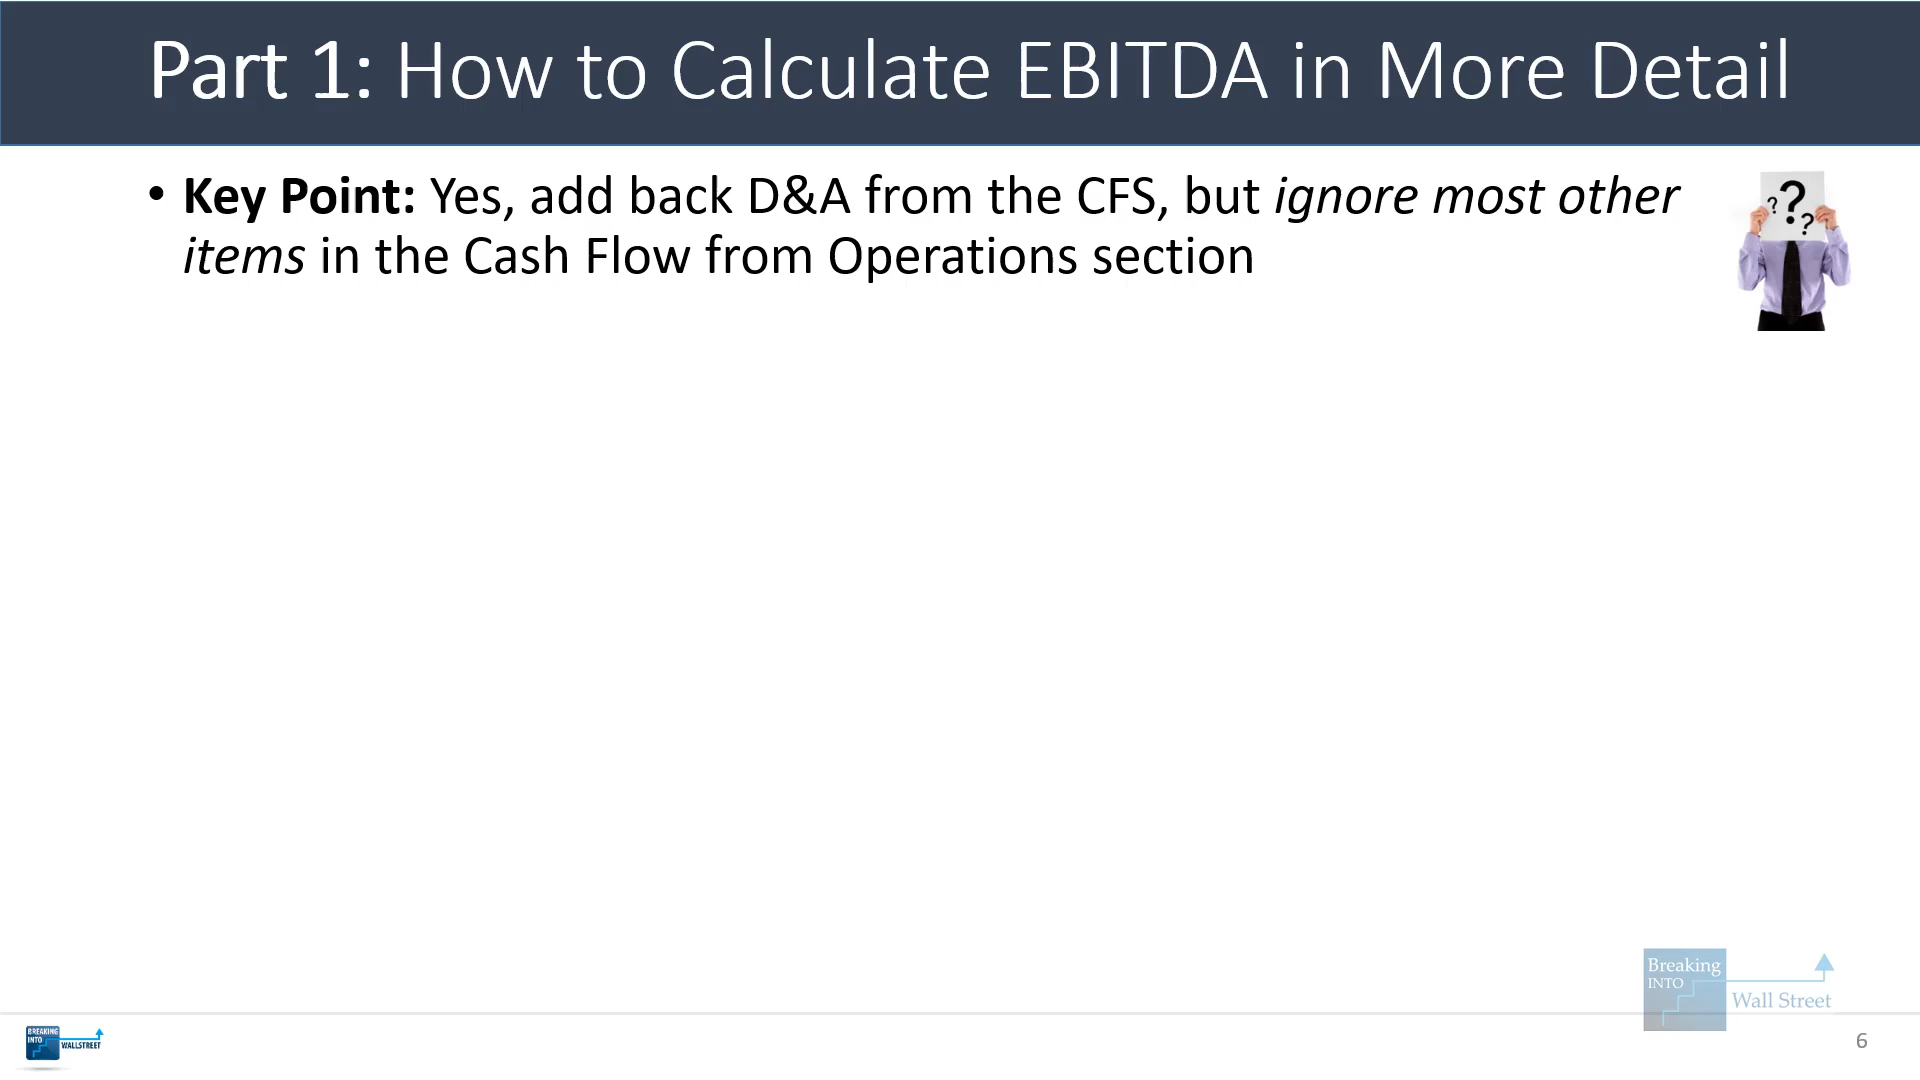 Part 1: How to Calculate EBITDA in More Detail
• Key Point: Yes, add back D&A from the CFS, but ignore most other
items in the Cash Flow from Operations section
? ? ?
Breaking
INTO
Wall Street
BREAKING
INTO
WALLSTREET
6